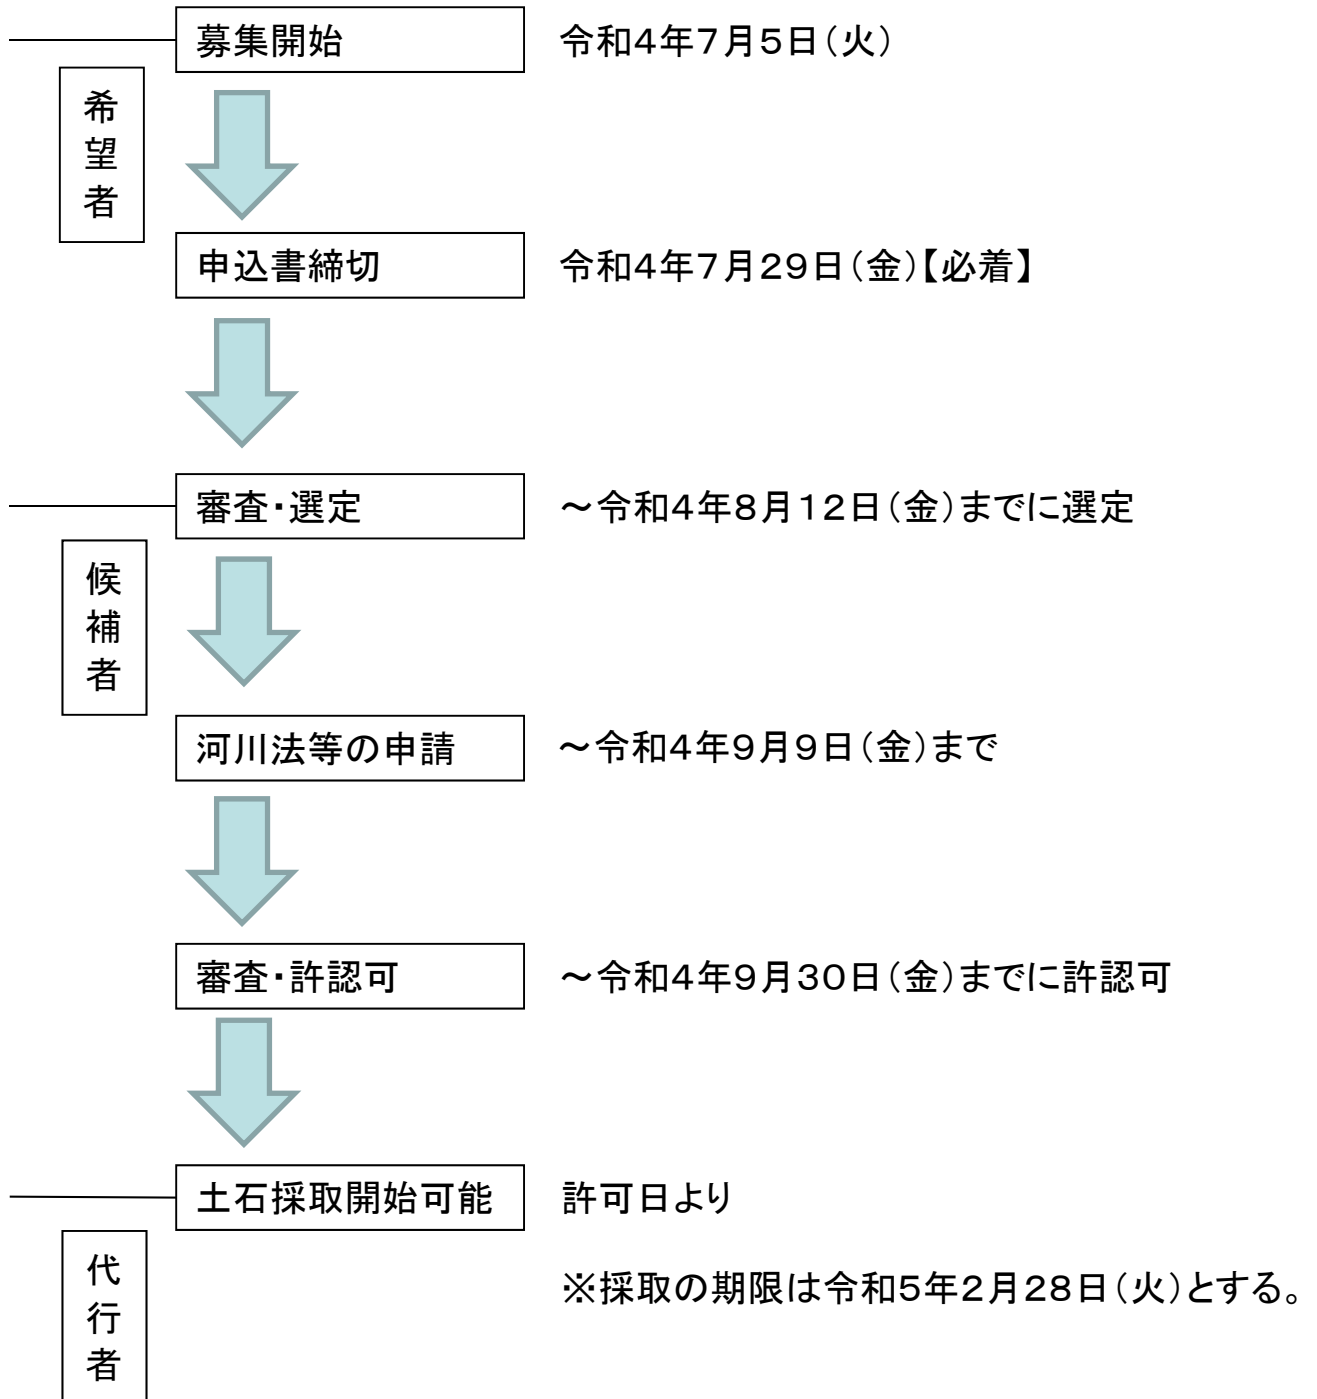 募集開始 令和4年7月5日（火）
希望者
申込書締切 令和4年7月29日（金）【必着】
審査・選定 ～令和4年8月12日（金）までに選定
候補者
河川法等の申請 ～令和4年9月9日（金）まで
審査・許認可 ～令和4年9月30日（金）までに許認可
土石採取開始可能 許可日より
代行者
※採取の期限は令和5年2月28日（火）とする。